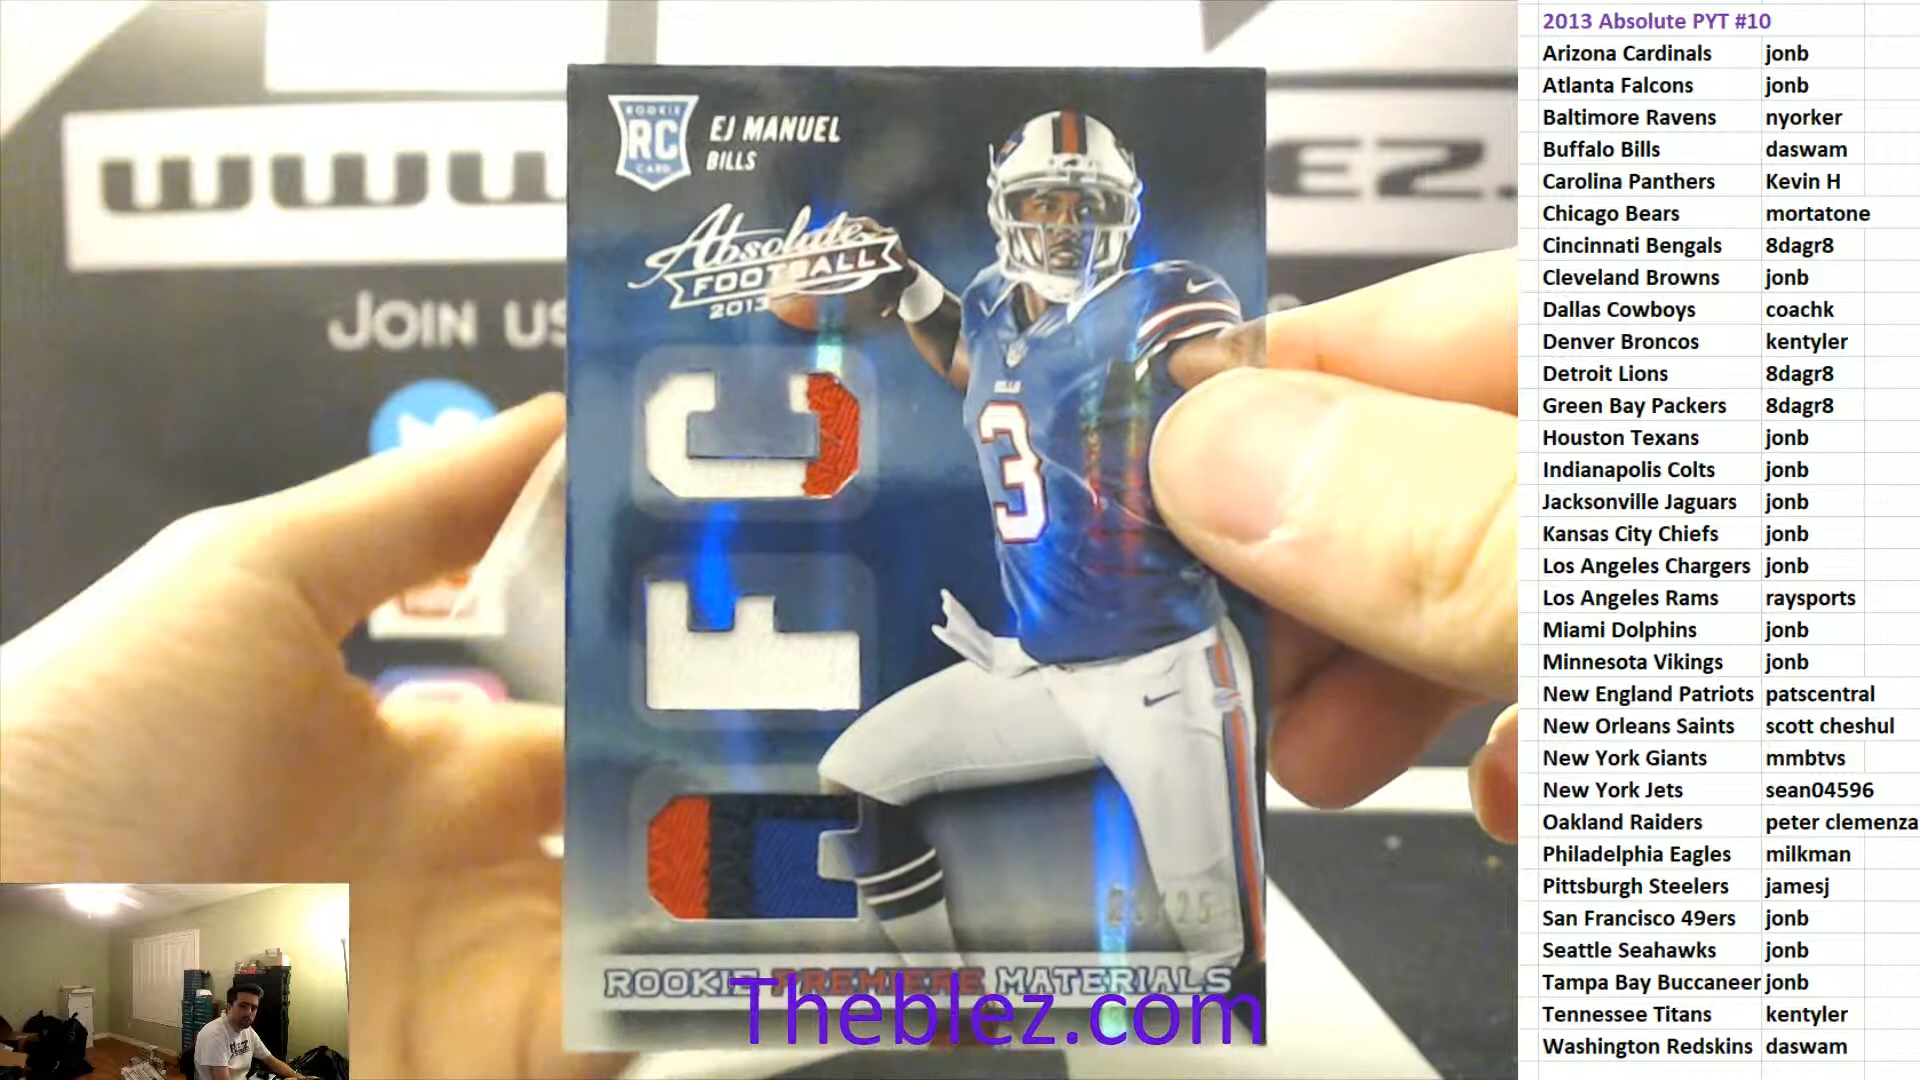 ROOKIE
RC
CARD
EJ MANUEL
BILLS
Absolute
FOOTBALL
2013
BILLS
3
ROOKIE PREMIERE MATERIALS
Theblez.com
WWW
EZ.
JOIN US
2013 Absolute PYT #10
Arizona Cardinals jonb
Atlanta Falcons jonb
Baltimore Ravens nyorker
Buffalo Bills daswam
Carolina Panthers Kevin H
Chicago Bears mortatone
Cincinnati Bengals 8dagr8
Cleveland Browns jonb
Dallas Cowboys coachk
Denver Broncos kentyler
Detroit Lions 8dagr8
Green Bay Packers 8dagr8
Houston Texans jonb
Indianapolis Colts jonb
Jacksonville Jaguars jonb
Kansas City Chiefs jonb
Los Angeles Chargers jonb
Los Angeles Rams raysports
Miami Dolphins jonb
Minnesota Vikings jonb
New England Patriots patscentral
New Orleans Saints scott cheshul
New York Giants mmbtvs
New York Jets sean04596
Oakland Raiders peter clemenza
Philadelphia Eagles milkman
Pittsburgh Steelers jamesj
San Francisco 49ers jonb
Seattle Seahawks jonb
Tampa Bay Buccaneer jonb
Tennessee Titans kentyler
Washington Redskins daswam